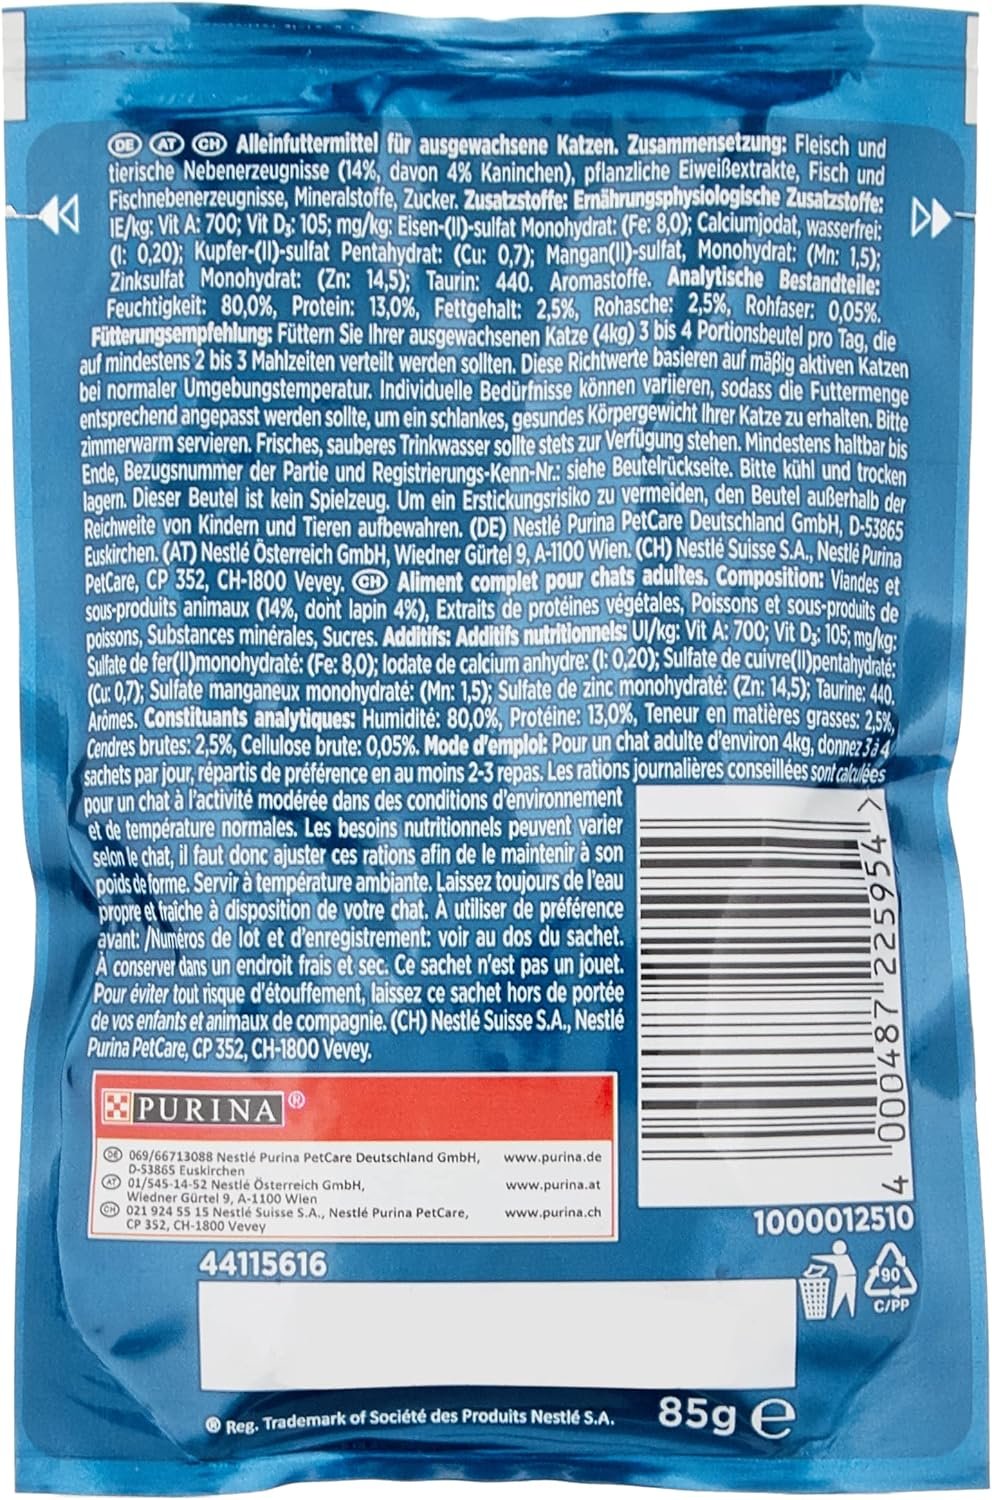 DE AT CH Alleinfuttermittel für ausgewachsene Katzen. Zusammensetzung: Fleisch und
tierische Nebenerzeugnisse (14%, davon 4% Kaninchen), pflanzliche Eiweißextrakte, Fisch und
Fischnebenerzeugnisse, Mineralstoffe, Zucker. Zusatzstoffe: Ernährungsphysiologische Zusatzstoffe:
IE/kg: Vit A: 700; Vit D3: 105; mg/kg: Eisen-(II)-sulfat Monohydrat: (Fe: 8,0); Calciumjodat, wasserfrei:
(I: 0,20); Kupfer-(II)-sulfat Pentahydrat: (Cu: 0,7); Mangan(II)-sulfat, Monohydrat: (Mn: 1,5);
Zinksulfat Monohydrat: (Zn: 14,5); Taurin: 440. Aromastoffe. Analytische Bestandteile:
Feuchtigkeit: 80,0%, Protein: 13,0%, Fettgehalt: 2,5%, Rohasche: 2,5%, Rohfaser: 0,05%.
Fütterungsempfehlung: Füttern Sie Ihrer ausgewachsenen Katze (4kg) 3 bis 4 Portionsbeutel pro Tag, die
auf mindestens 2 bis 3 Mahlzeiten verteilt werden sollten. Diese Richtwerte basieren auf mäßig aktiven Katzen
bei normaler Umgebungstemperatur. Individuelle Bedürfnisse können variieren, sodass die Futtermenge
entsprechend angepasst werden sollte, um ein schlankes, gesundes Körpergewicht Ihrer Katze zu erhalten. Bitte
zimmerwarm servieren. Frisches, sauberes Trinkwasser sollte stets zur Verfügung stehen. Mindestens haltbar bis
Ende, Bezugsnummer der Partie und Registrierungs-Kenn-Nr.: siehe Beutelrückseite. Bitte kühl und trocken
lagern. Dieser Beutel ist kein Spielzeug. Um ein Erstickungsrisiko zu vermeiden, den Beutel außerhalb der
Reichweite von Kindern und Tieren aufbewahren. (DE) Nestlé Purina PetCare Deutschland GmbH, D-53865
Euskirchen. (AT) Nestlé Österreich GmbH, Wiedner Gürtel 9, A-1100 Wien. (CH) Nestlé Suisse S.A., Nestlé Purina
PetCare, CP 352, CH-1800 Vevey. CH Aliment complet pour chats adultes. Composition: Viandes et
sous-produits animaux (14%, dont lapin 4%), Extraits de protéines végétales, Poissons et sous-produits de
poissons, Substances minérales, Sucres. Additifs: Additifs nutritionnels: UI/kg: Vit A: 700; Vit D3: 105; mg/kg:
Sulfate de fer(II)monohydraté: (Fe: 8,0); Iodate de calcium anhydre: (I: 0,20); Sulfate de cuivre(II)pentahydraté:
(Cu: 0,7); Sulfate manganeux monohydraté: (Mn: 1,5); Sulfate de zinc monohydraté: (Zn: 14,5); Taurine: 440.
Arômes. Constituants analytiques: Humidité: 80,0%, Protéine: 13,0%, Teneur en matières grasses: 2,5%,
Cendres brutes: 2,5%, Cellulose brute: 0,05%. Mode d'emploi: Pour un chat adulte d'environ 4kg, donnez 3 à 4
sachets par jour, répartis de préférence en au moins 2-3 repas. Les rations journalières conseillées sont calculées
pour un chat à l'activité modérée dans des conditions d'environnement
et de température normales. Les besoins nutritionnels peuvent varier
selon le chat, il faut donc ajuster ces rations afin de le maintenir à son
poids de forme. Servir à température ambiante. Laissez toujours de l'eau
propre et fraîche à disposition de votre chat. À utiliser de préférence
avant: /Numéros de lot et d'enregistrement: voir au dos du sachet.
À conserver dans un endroit frais et sec. Ce sachet n'est pas un jouet.
Pour éviter tout risque d'étouffement, laissez ce sachet hors de portée
de vos enfants et animaux de compagnie. (CH) Nestlé Suisse S.A., Nestlé
Purina PetCare, CP 352, CH-1800 Vevey.
4 000487 225954 >
PURINA ®
DE 069/66713088 Nestlé Purina PetCare Deutschland GmbH, www.purina.de
D-53865 Euskirchen
AT 01/545-14-52 Nestlé Österreich GmbH, www.purina.at
Wiedner Gürtel 9, A-1100 Wien
CH 021 924 55 15 Nestlé Suisse S.A., Nestlé Purina PetCare, www.purina.ch
CP 352, CH-1800 Vevey
1000012510
44115616
90
C/PP
® Reg. Trademark of Société des Produits Nestlé S.A.
85g e